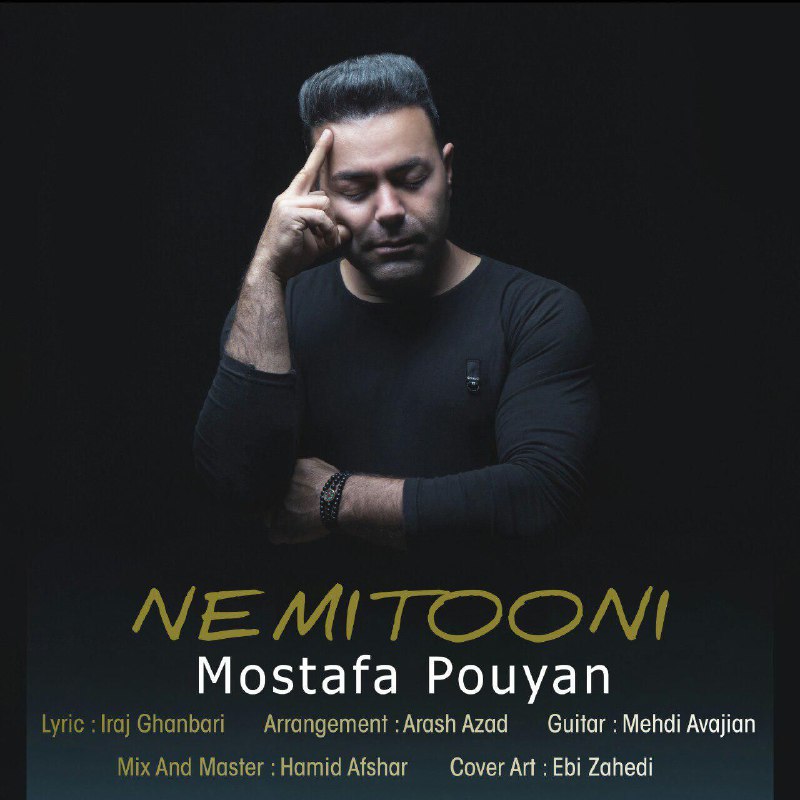 NEMITOONI
Mostafa Pouyan
Lyric : Iraj Ghanbari Arrangement : Arash Azad Guitar : Mehdi Avajian
Mix And Master : Hamid Afshar Cover Art : Ebi Zahedi